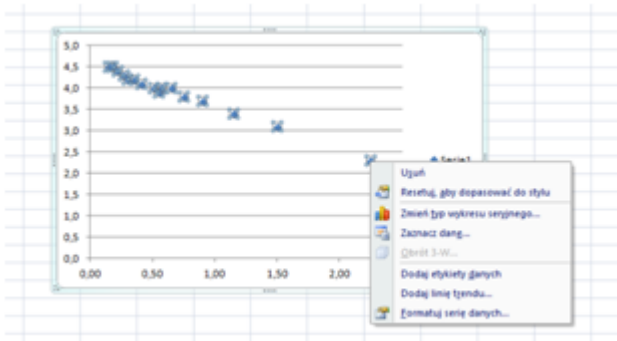 5,0
4,5
4,0
3,5
3,0
2,5
2,0
1,5
1,0
0,5
0,0
0,00 0,50 1,00 1,50 2,00
Serie1
Usuń
Resetuj, aby dopasować do stylu
Zmień typ wykresu seryjnego...
Zaznacz dane...
Obrót 3-W...
Dodaj etykiety danych
Dodaj linię trendu...
Formatuj serię danych...